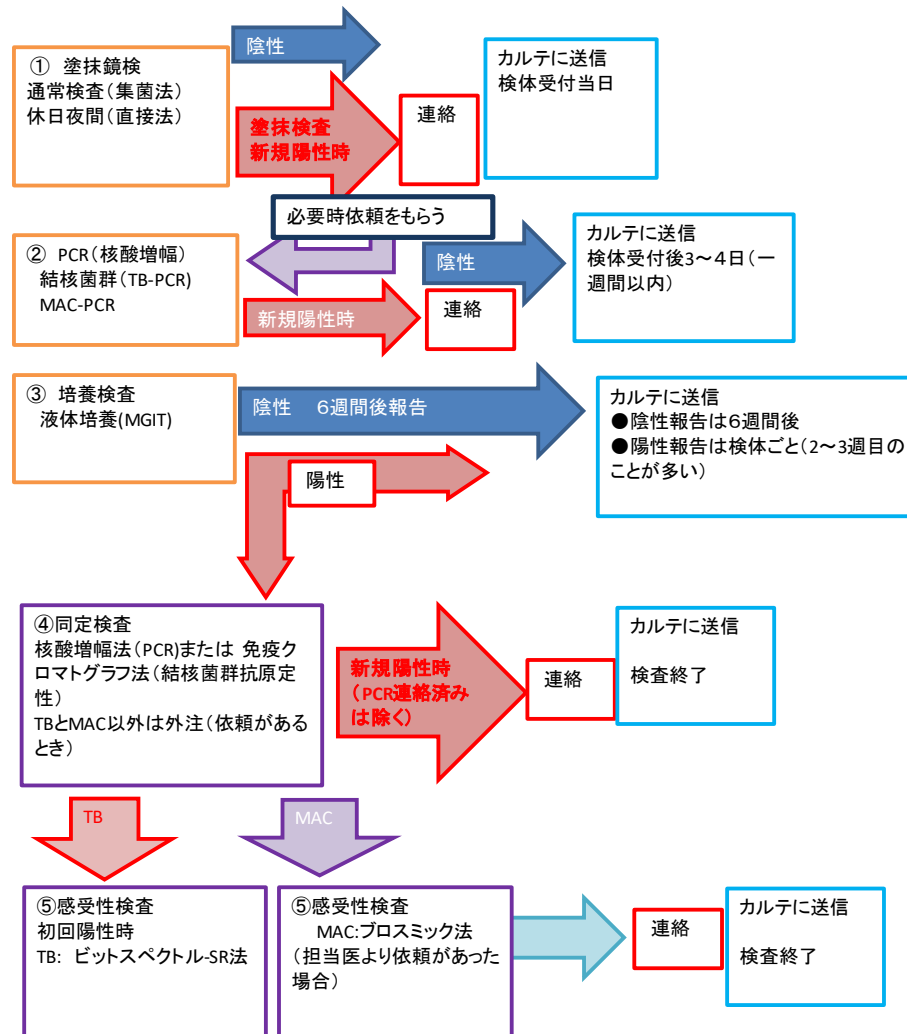 陰性
① 塗抹鏡検
通常検査(集菌法)
休日夜間(直接法)
塗抹検査
新規陽性時
連絡
カルテに送信
検体受付当日
必要時依頼をもらう
② PCR(核酸増幅)
結核菌群(TB-PCR)
MAC-PCR
陰性
新規陽性時
連絡
カルテに送信
検体受付後3~4日(一
週間以内)
③ 培養検査
液体培養(MGIT)
陰性 6週間後報告
カルテに送信
●陰性報告は6週間後
●陽性報告は検体ごと(2~3週目の
ことが多い)
陽性
④同定検査
核酸増幅法(PCR)または 免疫ク
ロマトグラフ法(結核菌群抗原定
性)
TBとMAC以外は外注(依頼がある
とき)
新規陽性時
(PCR連絡済み
は除く)
連絡
カルテに送信
検査終了
TB
MAC
⑤感受性検査
初回陽性時
TB: ビットスペクトル-SR法
⑤感受性検査
MAC:ブロスミック法
(担当医より依頼があった
場合)
連絡
カルテに送信
検査終了